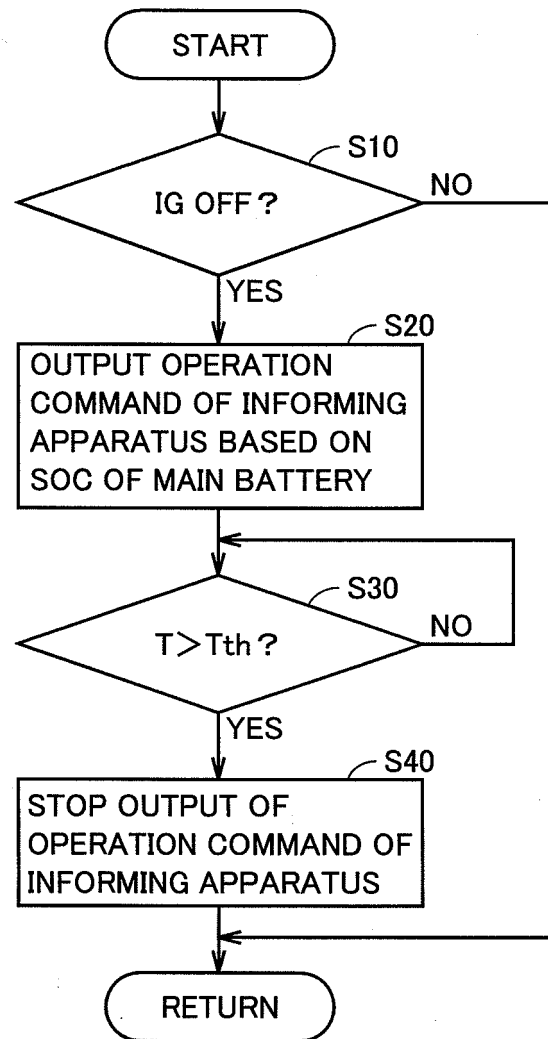 START
S10
IG OFF?
NO
YES
S20
OUTPUT OPERATION
COMMAND OF INFORMING
APPARATUS BASED ON
SOC OF MAIN BATTERY
S30
T>Tth?
NO
YES
S40
STOP OUTPUT OF
OPERATION COMMAND OF
INFORMING APPARATUS
RETURN